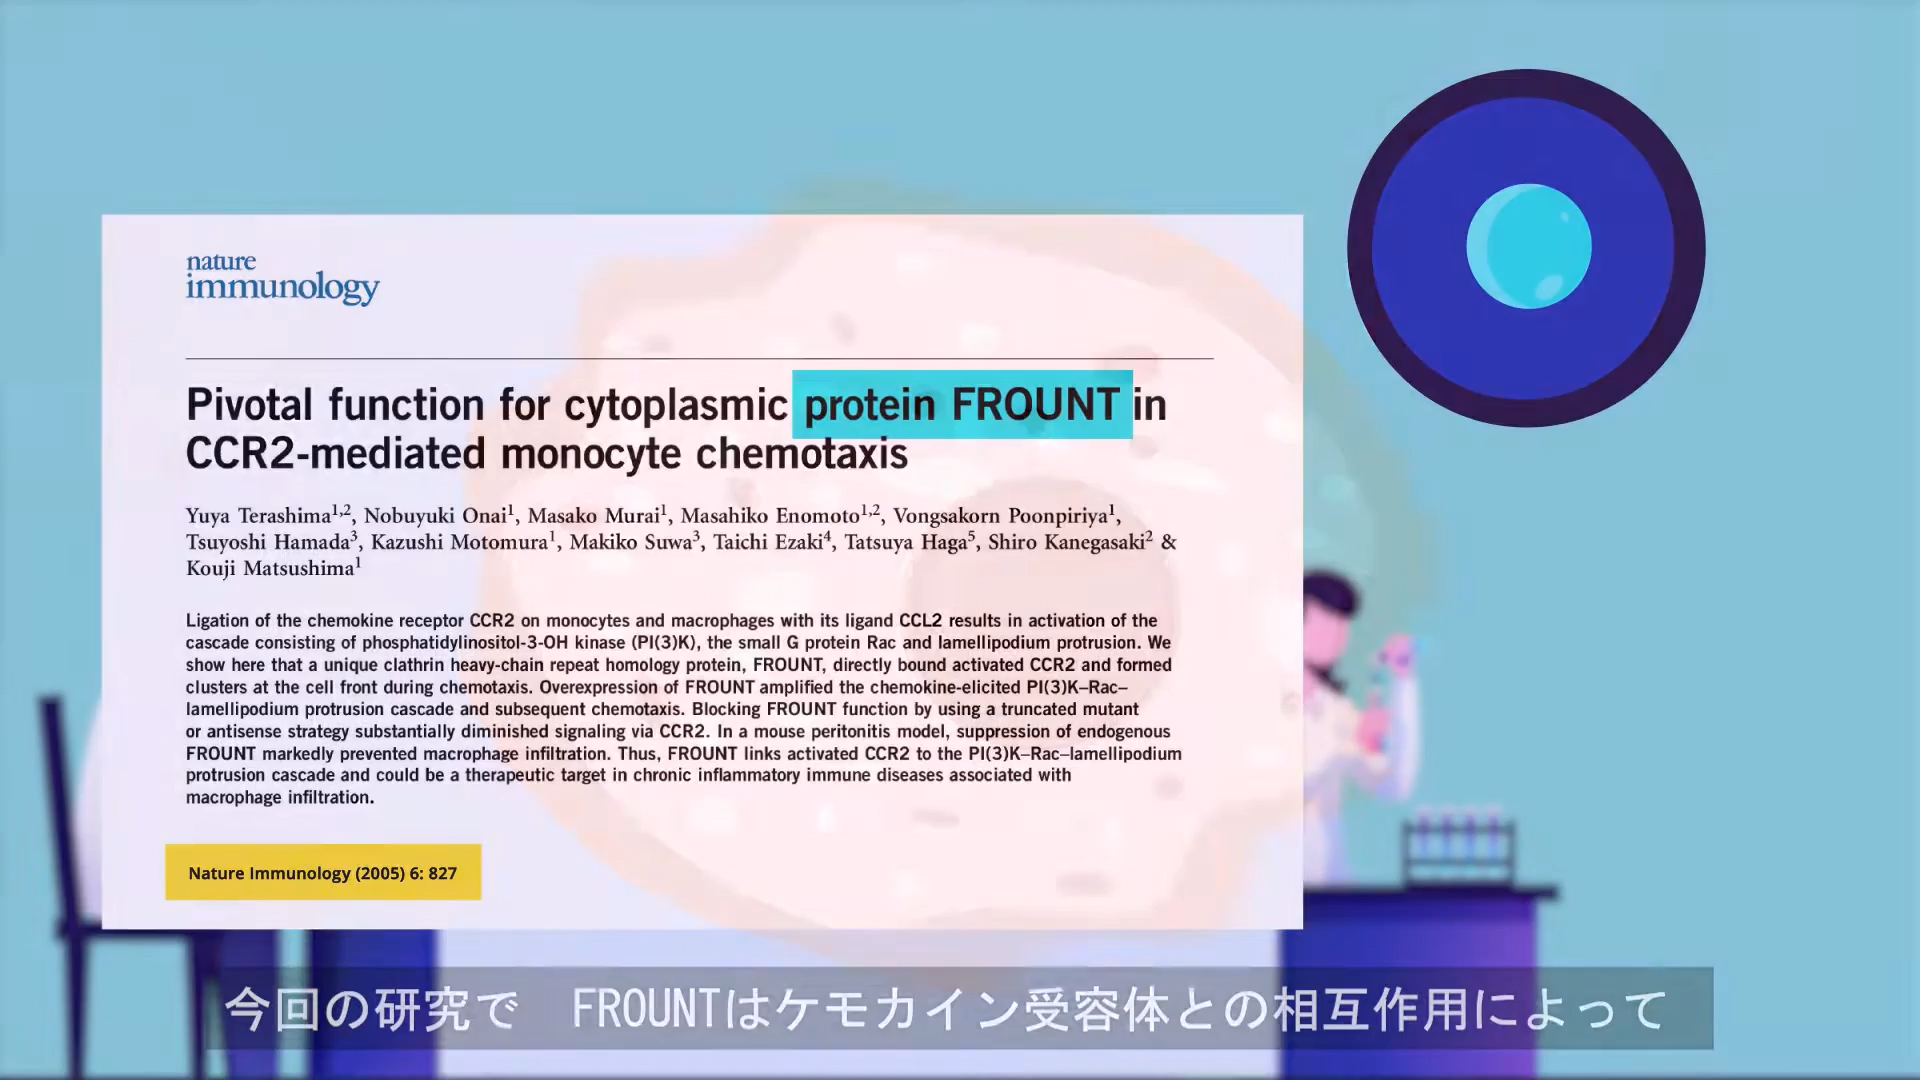 nature
immunology
Pivotal function for cytoplasmic protein FROUNT in
CCR2-mediated monocyte chemotaxis
Yuya Terashima1,2, Nobuyuki Onai1, Masako Murai1, Masahiko Enomoto1,2, Vongsakorn Poonpiriya1,
Tsuyoshi Hamada3, Kazushi Motomura1, Makiko Suwa3, Taichi Ezaki4, Tatsuya Haga5, Shiro Kanegasaki2 &
Kouji Matsushima1
Ligation of the chemokine receptor CCR2 on monocytes and macrophages with its ligand CCL2 results in activation of the
cascade consisting of phosphatidylinositol-3-OH kinase (PI(3)K), the small G protein Rac and lamellipodium protrusion. We
show here that a unique clathrin heavy-chain repeat homology protein, FROUNT, directly bound activated CCR2 and formed
clusters at the cell front during chemotaxis. Overexpression of FROUNT amplified the chemokine-elicited PI(3)K–Rac–
lamellipodium protrusion cascade and subsequent chemotaxis. Blocking FROUNT function by using a truncated mutant
or antisense strategy substantially diminished signaling via CCR2. In a mouse peritonitis model, suppression of endogenous
FROUNT markedly prevented macrophage infiltration. Thus, FROUNT links activated CCR2 to the PI(3)K–Rac–lamellipodium
protrusion cascade and could be a therapeutic target in chronic inflammatory immune diseases associated with
macrophage infiltration.
Nature Immunology (2005) 6: 827
今回の研究で　FROUNTはケモカイン受容体との相互作用によって